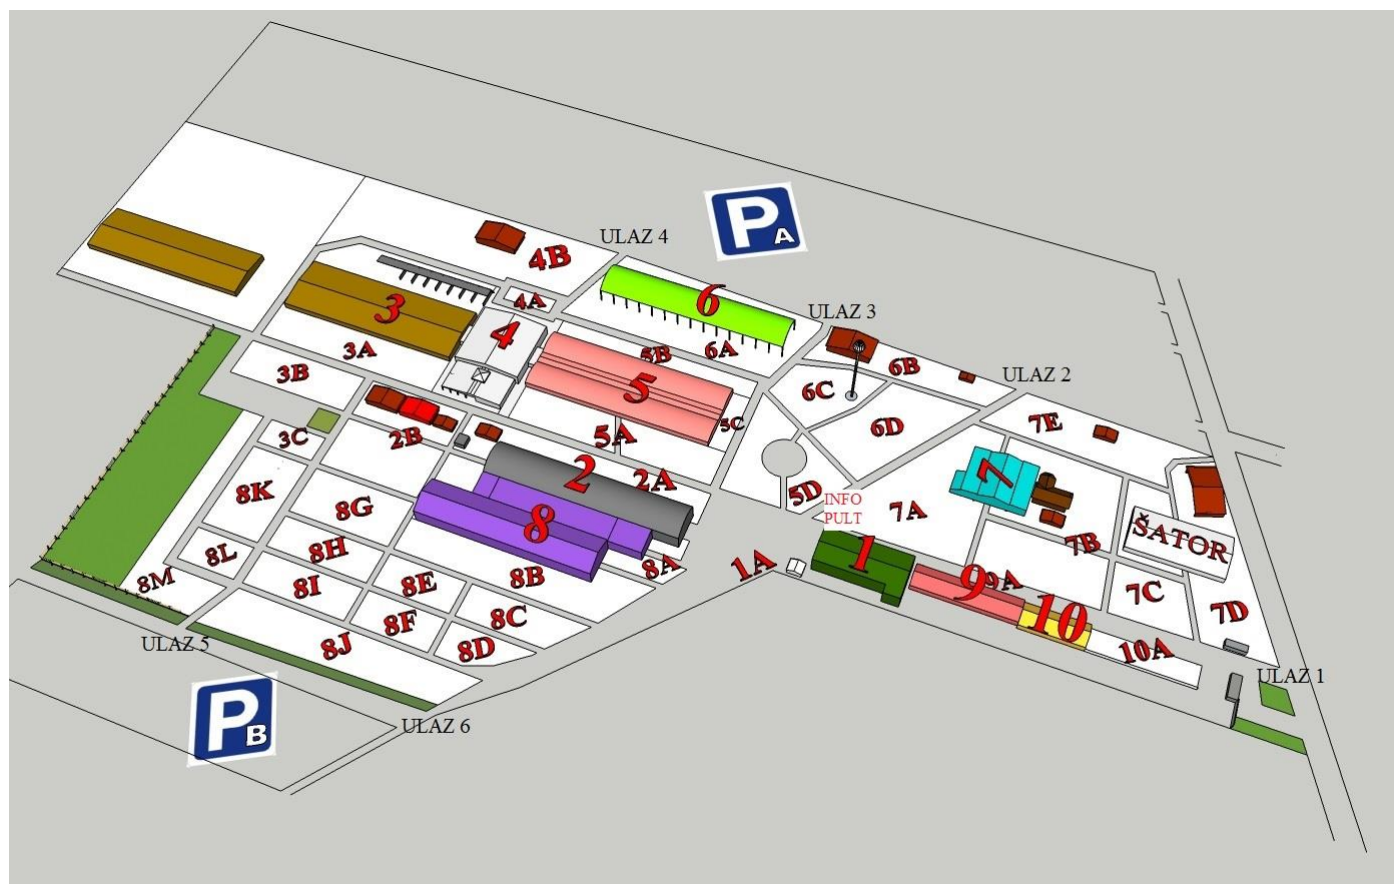 P A
ULAZ 4
4B
6
ULAZ 3
3
4A
4
3A
5B
6A
6B
ULAZ 2
3B
5
6C
7E
5C
6D
3C
2B
5A
2
2A
7
8K
5D
INFO
PULT
7A
8G
8
ŠATOR
8L
8H
1
7B
8M
8I
8E
8B
8A
1A
9
9A
10
7C
8F
8C
7D
ULAZ 5
8J
8D
10A
ULAZ 1
P B
ULAZ 6